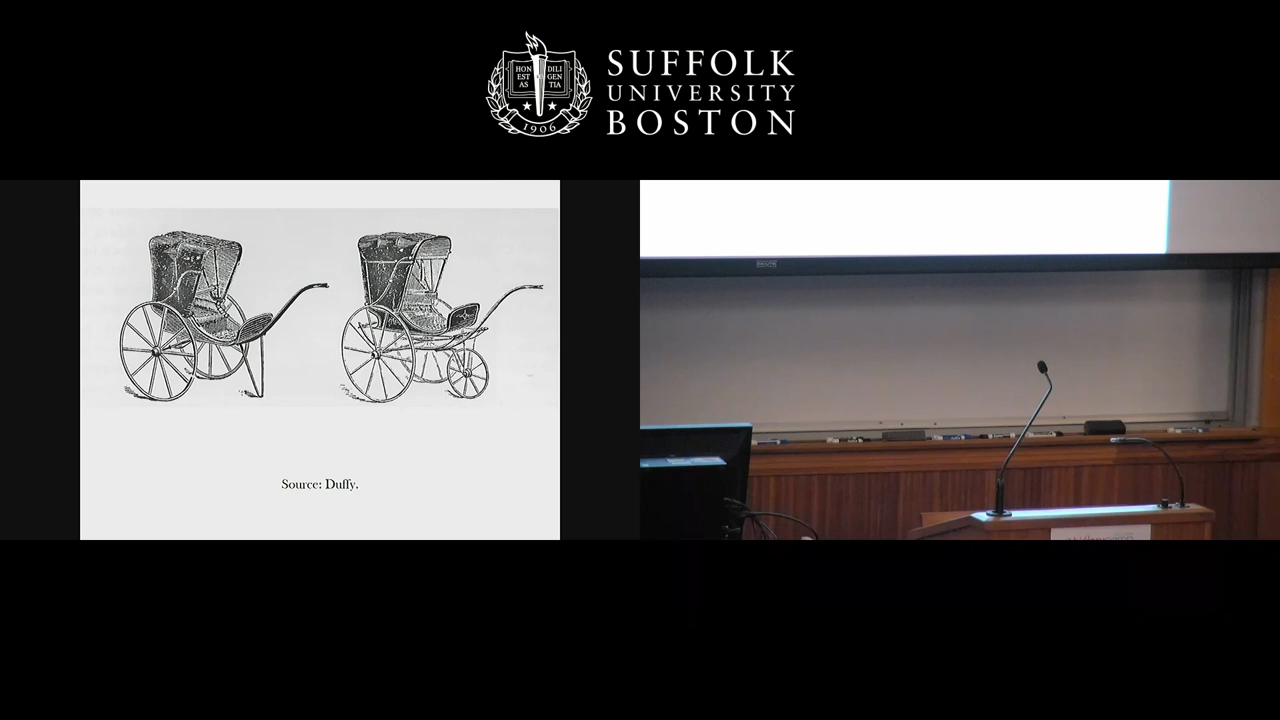 HON
EST
AS
DILI
GEN
TIA
1906
SUFFOLK
UNIVERSITY
BOSTON
Source: Duffy.